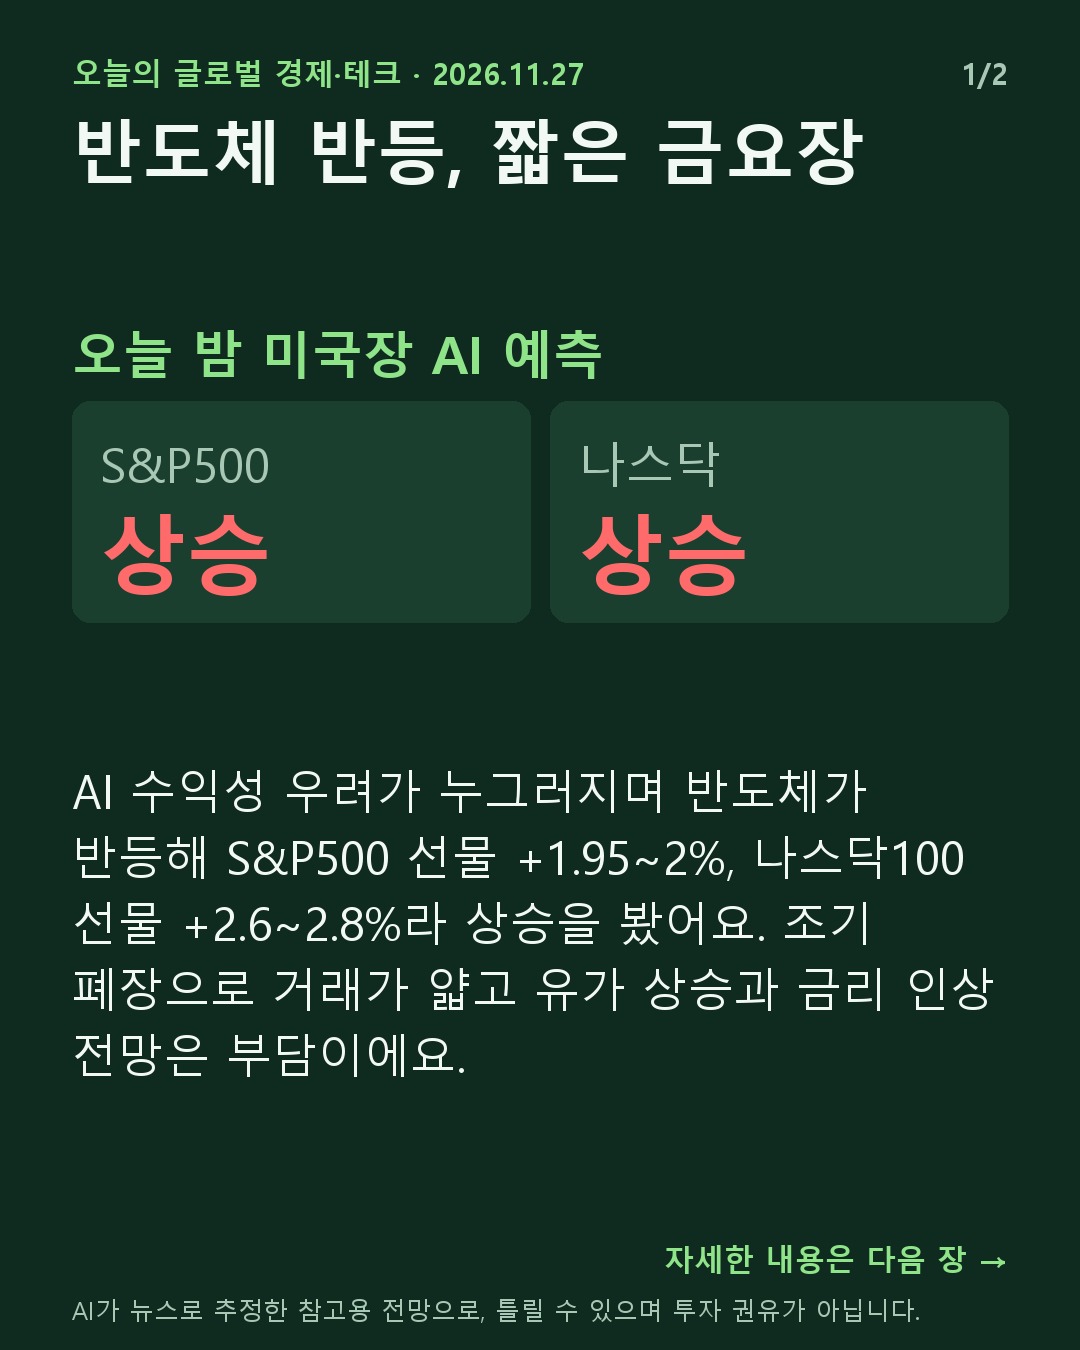 오늘의 글로벌 경제·테크 · 2026.11.27
1/2
반도체 반등, 짧은 금요장
오늘 밤 미국장 AI 예측
S&P500
상승
나스닥
상승
AI 수익성 우려가 누그러지며 반도체가
반등해 S&P500 선물 +1.95~2%, 나스닥100
선물 +2.6~2.8%라 상승을 봤어요. 조기
폐장으로 거래가 얇고 유가 상승과 금리 인상
전망은 부담이에요.
자세한 내용은 다음 장 →
AI가 뉴스로 추정한 참고용 전망으로, 틀릴 수 있으며 투자 권유가 아닙니다.